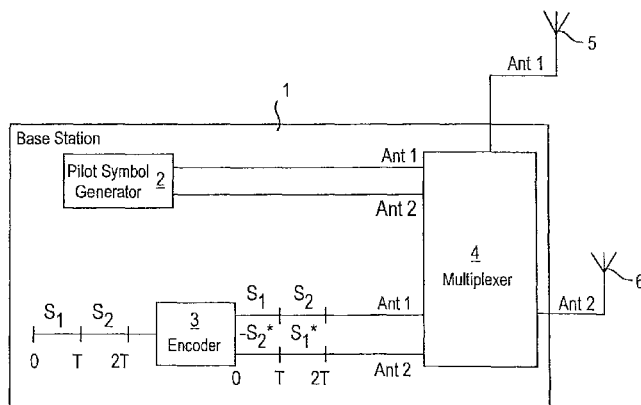 5
Ant 1
1
Base Station
Pilot Symbol
Generator 2
Ant 1
Ant 2
4
Multiplexer
6
Ant 2
S1 S2
0 T 2T
3
Encoder
S1 S2
Ant 1
-S2* S1*
0 T 2T
Ant 2